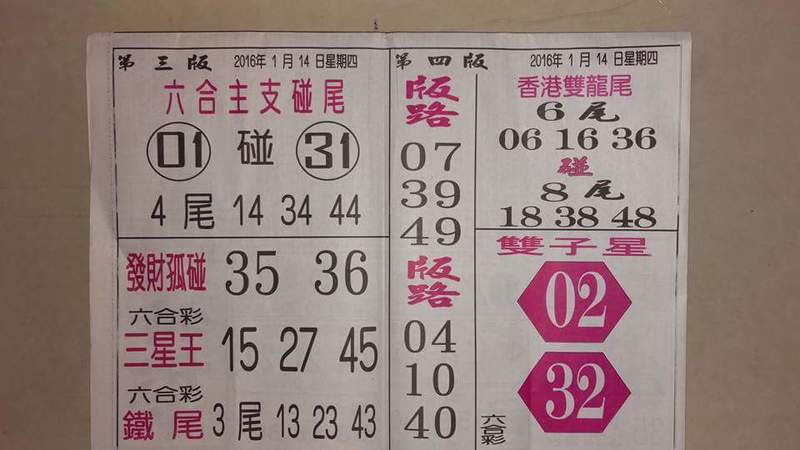 第三版 2016年1月14日星期四
六合主支碰尾
01 碰 31
4尾 14 34 44
發財孤碰 35 36
六合彩
三星王 15 27 45
六合彩
鐵尾 3尾 13 23 43
第四版 2016年1月14日星期四
版路
07
39
49
版路
04
10
40
香港雙龍尾
6尾
06 16 36
碰
8尾
18 38 48
雙子星
02
32
六合彩